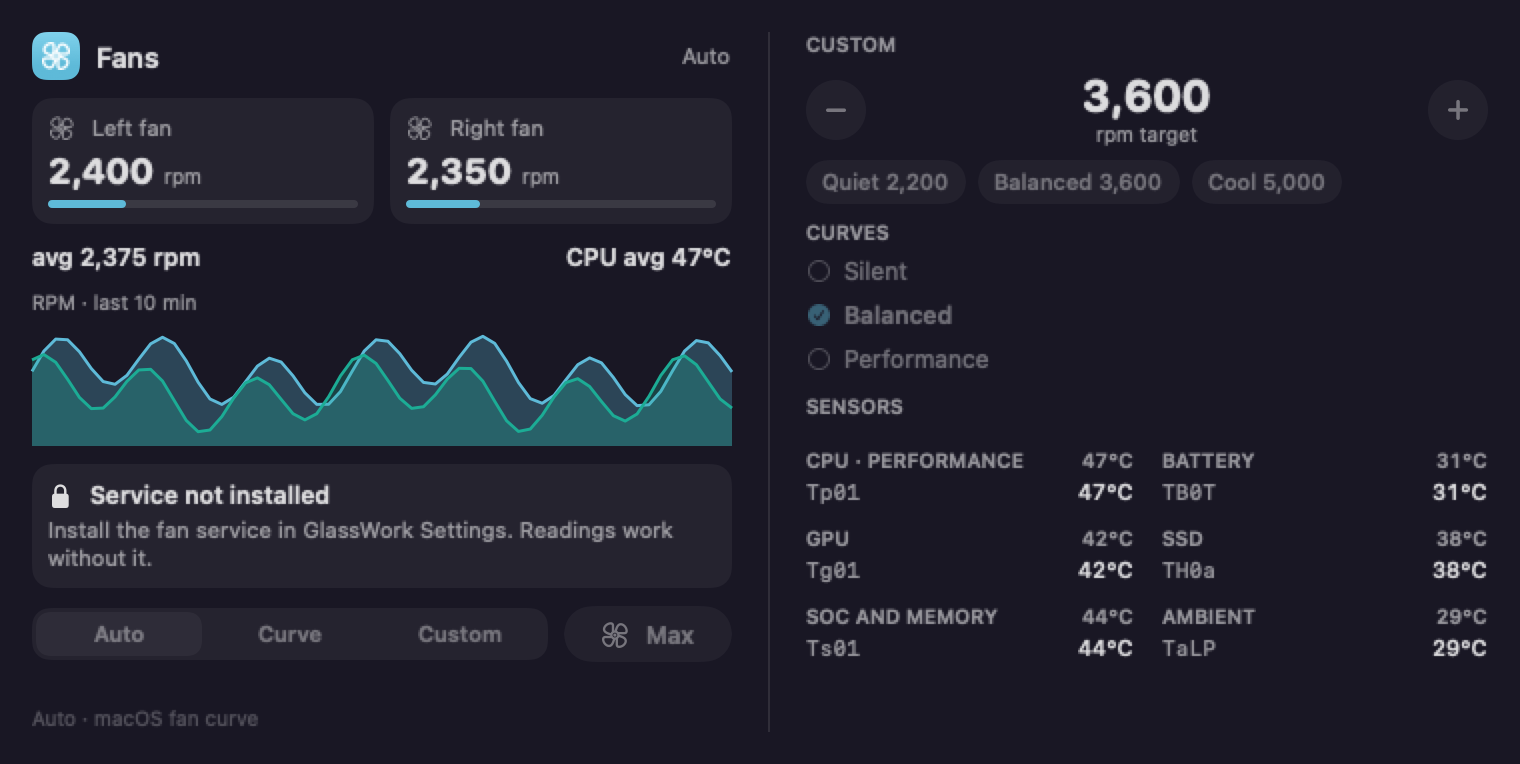 Fans
Auto
Left fan
2,400 rpm
Right fan
2,350 rpm
avg 2,375 rpm
CPU avg 47°C
RPM · last 10 min
Service not installed
Install the fan service in GlassWork Settings. Readings work
without it.
Auto
Curve
Custom
Max
Auto · macOS fan curve
CUSTOM
−
3,600
+
rpm target
Quiet 2,200
Balanced 3,600
Cool 5,000
CURVES
Silent
Balanced
Performance
SENSORS
CPU · PERFORMANCE 47°C
Tp01 47°C
BATTERY 31°C
TB0T 31°C
GPU 42°C
Tg01 42°C
SSD 38°C
TH0a 38°C
SOC AND MEMORY 44°C
Ts01 44°C
AMBIENT 29°C
TaLP 29°C